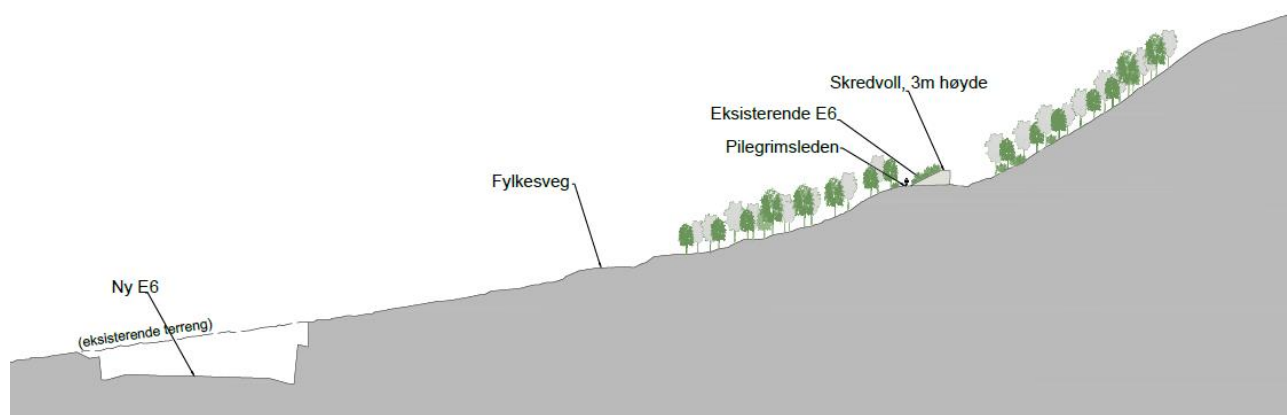 Skredvoll, 3m høyde
Eksisterende E6
Pilegrimsleden
Fylkesveg
Ny E6
(eksisterende terreng)